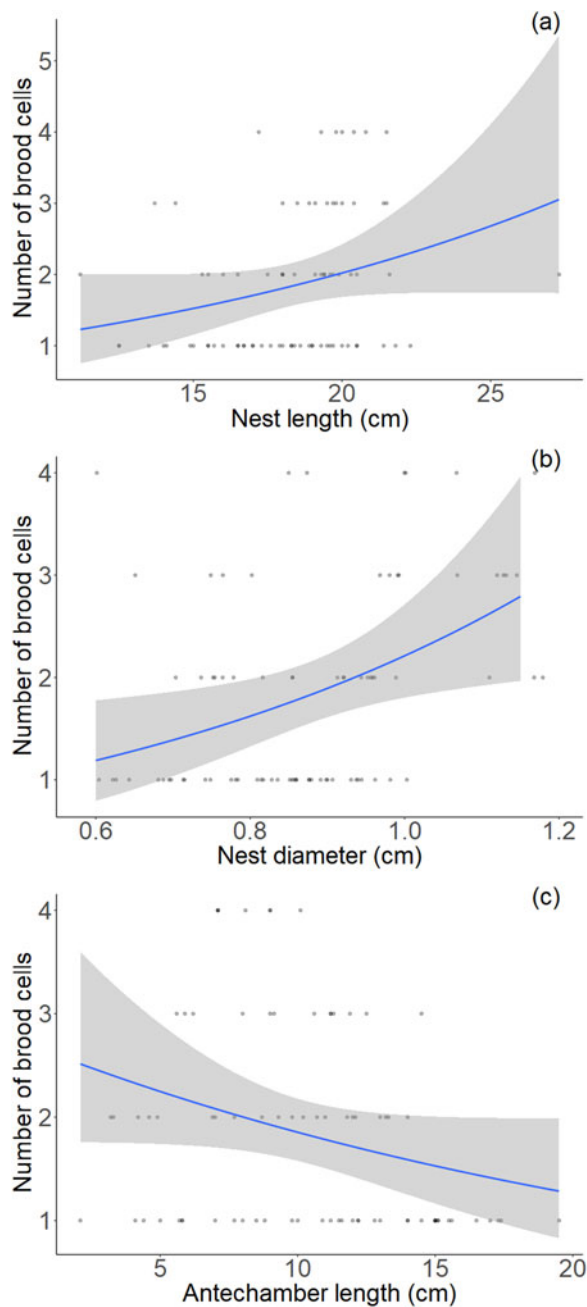 (a)
Number of brood cells
5
4
3
2
1
15 20 25
Nest length (cm)
(b)
Number of brood cells
4
3
2
1
0.6 0.8 1.0 1.2
Nest diameter (cm)
(c)
Number of brood cells
4
3
2
1
5 10 15 20
Antechamber length (cm)